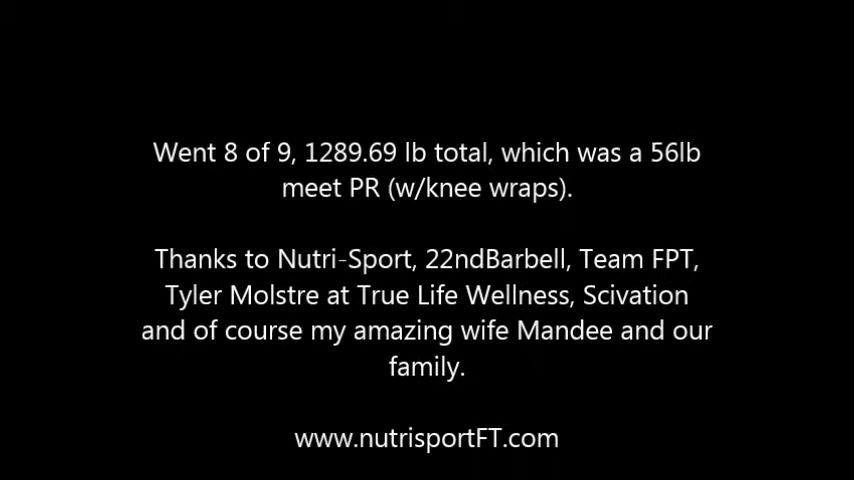 Went 8 of 9, 1289.69 lb total, which was a 56lb
meet PR (w/knee wraps).
Thanks to Nutri-Sport, 22ndBarbell, Team FPT,
Tyler Molstre at True Life Wellness, Scivation
and of course my amazing wife Mandee and our
family.
www.nutrisportFT.com